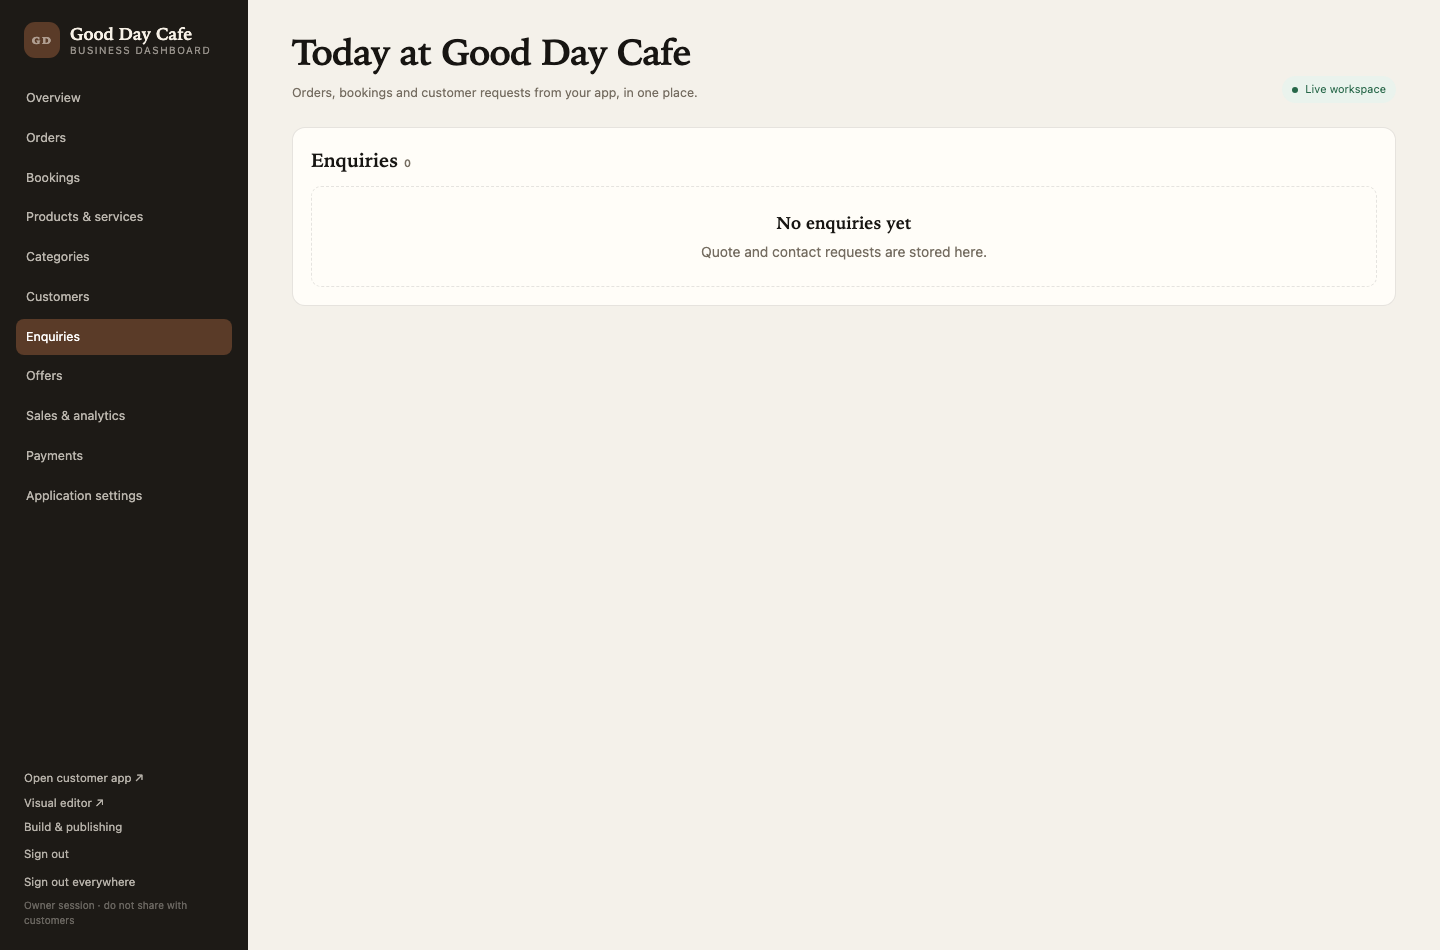 GD
Good Day Cafe
BUSINESS DASHBOARD
Overview
Orders
Bookings
Products & services
Categories
Customers
Enquiries
Offers
Sales & analytics
Payments
Application settings
Open customer app ↗
Visual editor ↗
Build & publishing
Sign out
Sign out everywhere
Owner session · do not share with
customers
Today at Good Day Cafe
Orders, bookings and customer requests from your app, in one place.
Live workspace
Enquiries 0
No enquiries yet
Quote and contact requests are stored here.